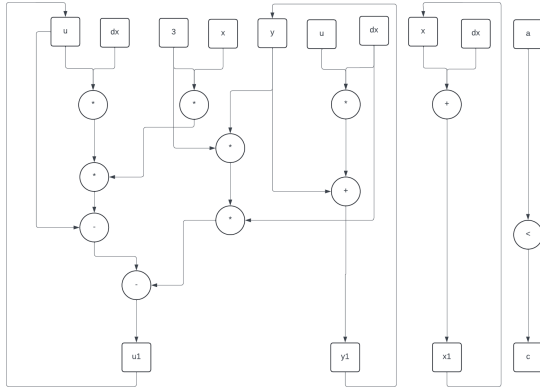 u dx 3 x y u dx x dx a
* * * +
*
* +
- * <
-
u1 y1 x1 c